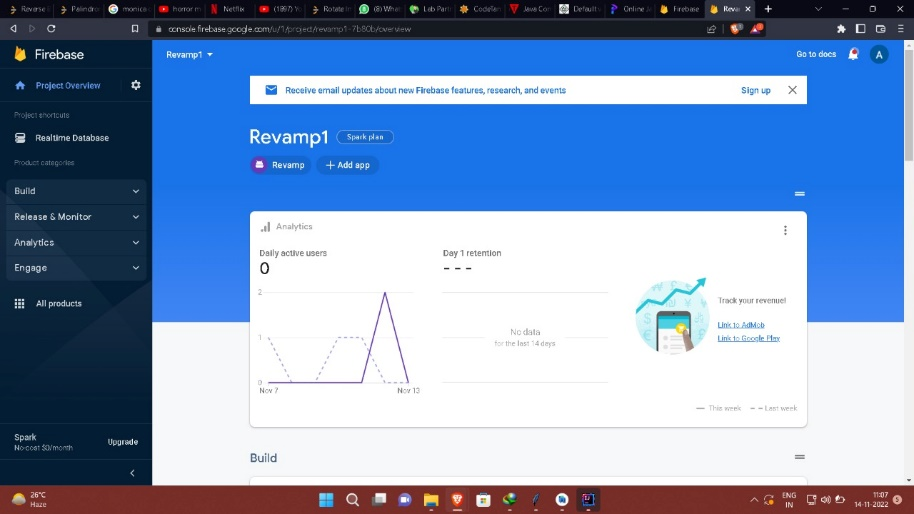 Reverse
Palindro
monica
horror m
Netflix
(1997) Yo
Rotate Im
(8) What
Lab Part
CodeTan
Java Cor
Default
Online J
Firebase
Reva
console.firebase.google.com/u/1/project/revamp1-7b80b/overview
Firebase
Revamp1
Go to docs
A
Project Overview
Receive email updates about new Firebase features, research, and events
Sign up
Project shortcuts
Realtime Database
Product categories
Build
Release & Monitor
Analytics
Engage
All products
Revamp1
Spark plan
Revamp
+ Add app
Analytics
Daily active users
0
Day 1 retention
- - -
2
1
0
Nov 7
Nov 13
No data
for the last 14 days
Track your revenue!
Link to AdMob
Link to Google Play
This week
Last week
Build
Spark
No-cost $0/month
Upgrade
26°C
Haze
ENG
IN
11:07
14-11-2022